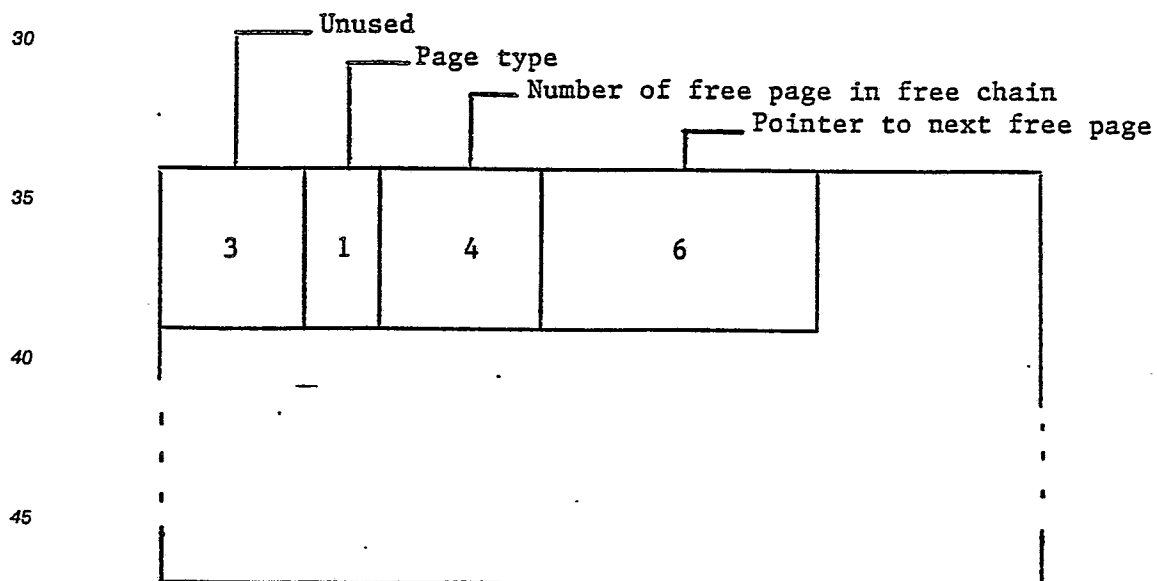 30
Unused
Page type
Number of free page in free chain
Pointer to next free page
35
3 1 4 6
40
45